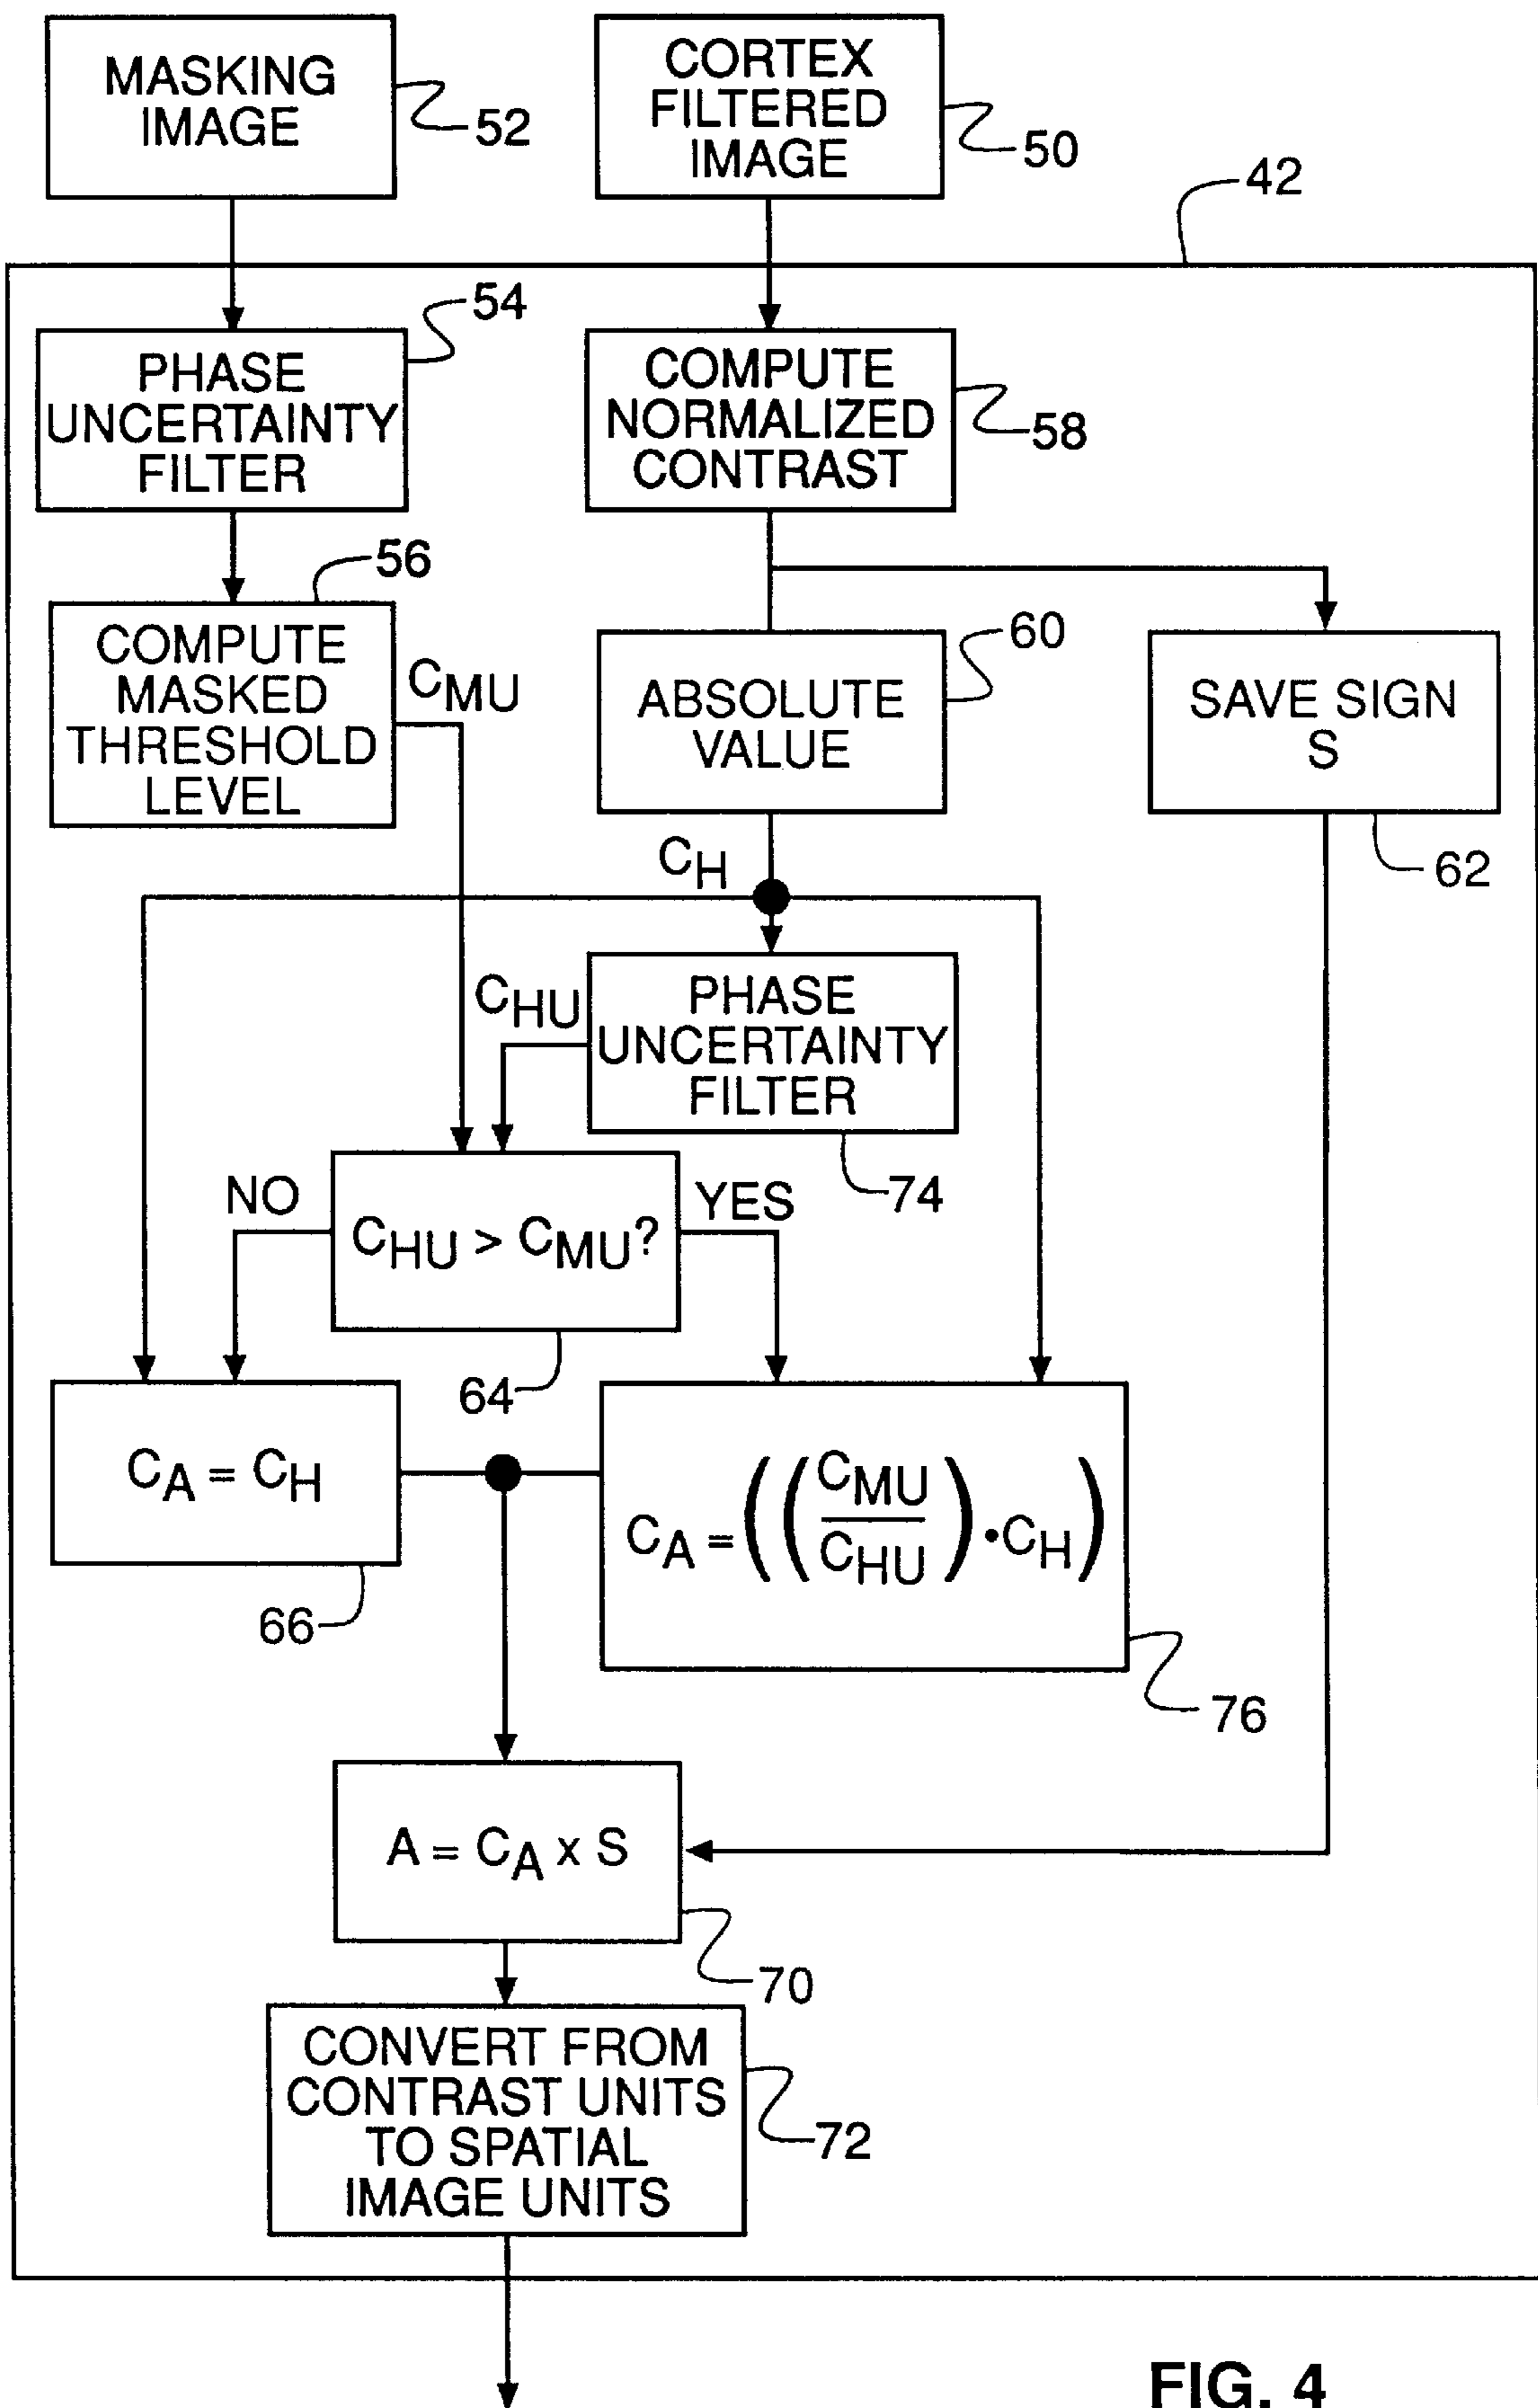 MASKING
IMAGE
52
CORTEX
FILTERED
IMAGE
50
42
54
PHASE
UNCERTAINTY
FILTER
COMPUTE
NORMALIZED
CONTRAST
58
56
COMPUTE
MASKED
THRESHOLD
LEVEL
CMU
60
ABSOLUTE
VALUE
SAVE SIGN
S
62
CH
CHU
PHASE
UNCERTAINTY
FILTER
74
NO
CHU > CMU?
YES
64
CA = CH
66
CA = ((CMU/CHU)•CH)
76
A = CA x S
70
CONVERT FROM
CONTRAST UNITS
TO SPATIAL
IMAGE UNITS
72
FIG. 4